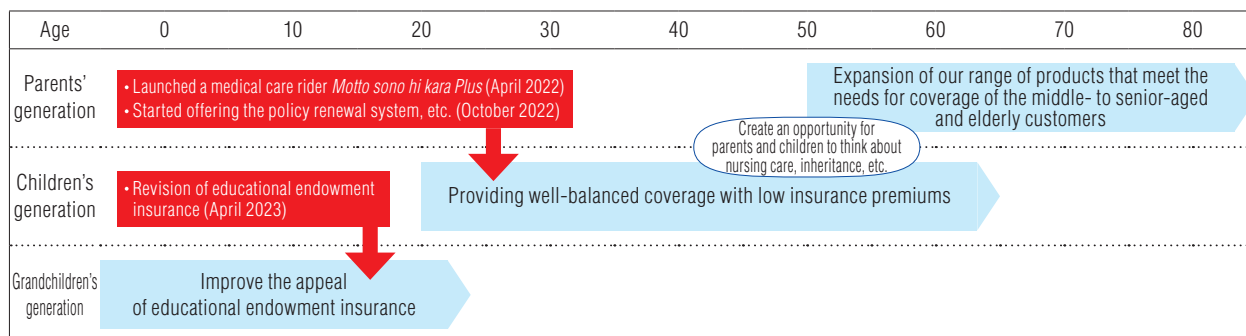 Age 0 10 20 30 40 50 60 70 80
Parents'
generation
• Launched a medical care rider Motto sono hi kara Plus (April 2022)
• Started offering the policy renewal system, etc. (October 2022)
Expansion of our range of products that meet the
needs for coverage of the middle- to senior-aged
and elderly customers
Create an opportunity for
parents and children to think about
nursing care, inheritance, etc.
Children's
generation
• Revision of educational endowment
insurance (April 2023)
Providing well-balanced coverage with low insurance premiums
Grandchildren's
generation
Improve the appeal
of educational endowment insurance